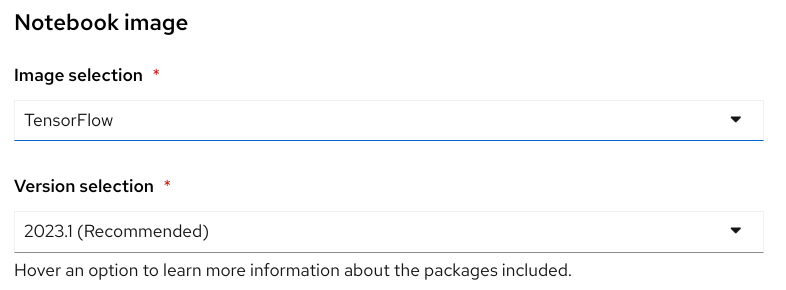 Notebook image
Image selection *
TensorFlow
Version selection *
2023.1 (Recommended)
Hover an option to learn more information about the packages included.